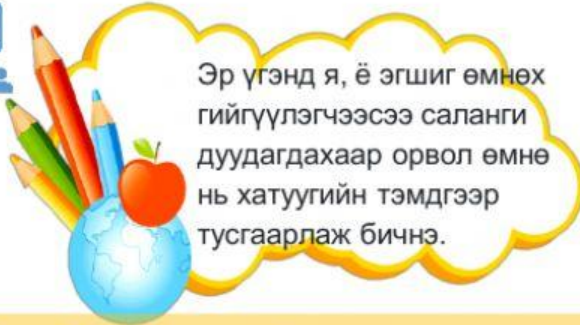 Эр үгэнд я, ё эгшиг өмнөх
гийгүүлэгчээсээ саланги
дуудагдахаар орвол өмнө
нь хатуугийн тэмдгээр
тусгаарлаж бичнэ.